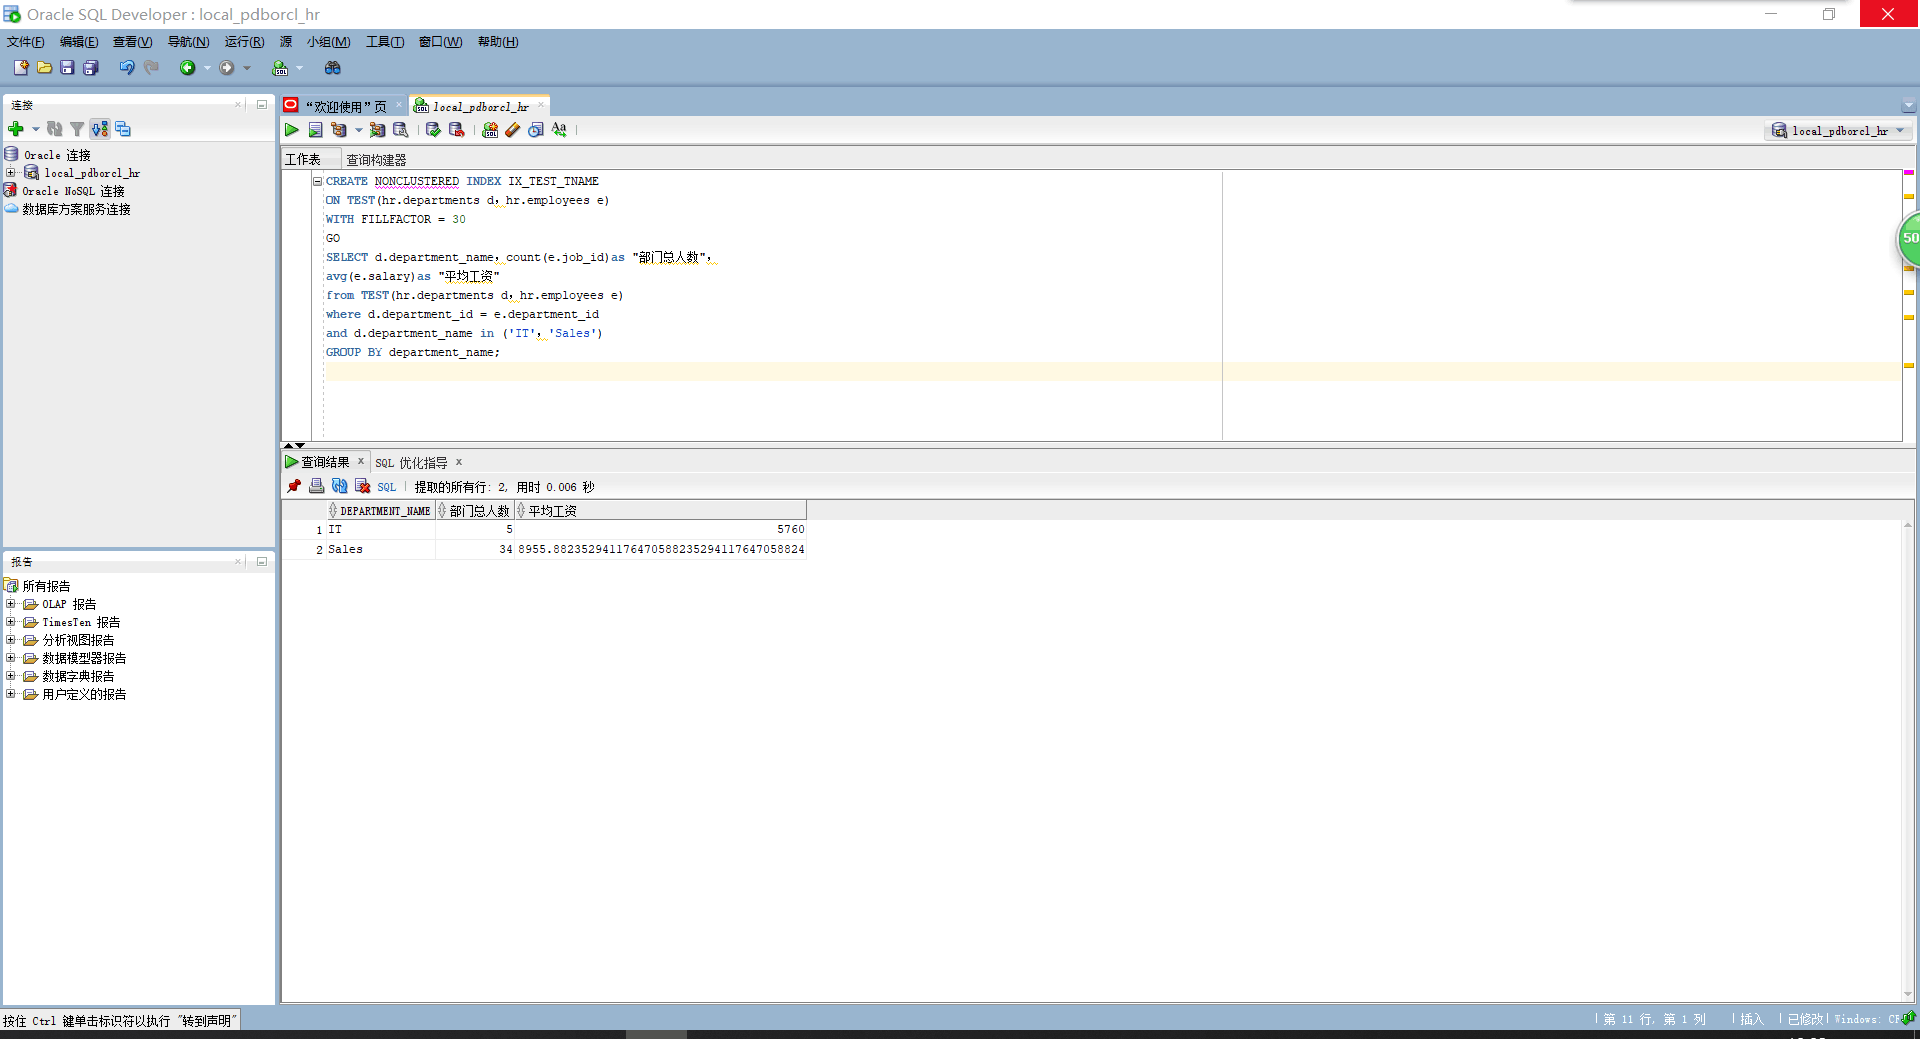 Oracle SQL Developer : local_pdborcl_hr
文件(F) 编辑(E) 查看(V) 导航(N) 运行(R) 源 小组(M) 工具(T) 窗口(W) 帮助(H)
连接
Oracle 连接
local_pdborcl_hr
Oracle NoSQL 连接
数据库方案服务连接
报告
所有报告
OLAP 报告
TimesTen 报告
分析视图报告
数据模型器报告
数据字典报告
用户定义的报告
“欢迎使用”页 local_pdborcl_hr
local_pdborcl_hr
工作表 查询构建器
CREATE NONCLUSTERED INDEX IX_TEST_TNAME
ON TEST(hr.departments d，hr.employees e)
WITH FILLFACTOR = 30
GO
SELECT d.department_name，count(e.job_id)as "部门总人数"，
avg(e.salary)as "平均工资"
from TEST(hr.departments d，hr.employees e)
where d.department_id = e.department_id
and d.department_name in ('IT'，'Sales')
GROUP BY department_name;
50
查询结果 SQL 优化指导
SQL 提取的所有行: 2, 用时 0.006 秒
DEPARTMENT_NAME 部门总人数 平均工资
1 IT 5 5760
2 Sales 34 8955.88235294117647058823529411764705 8824
按住 Ctrl 键单击标识符以执行 "转到声明"
第 11 行, 第 1 列 插入 已修改 Windows: